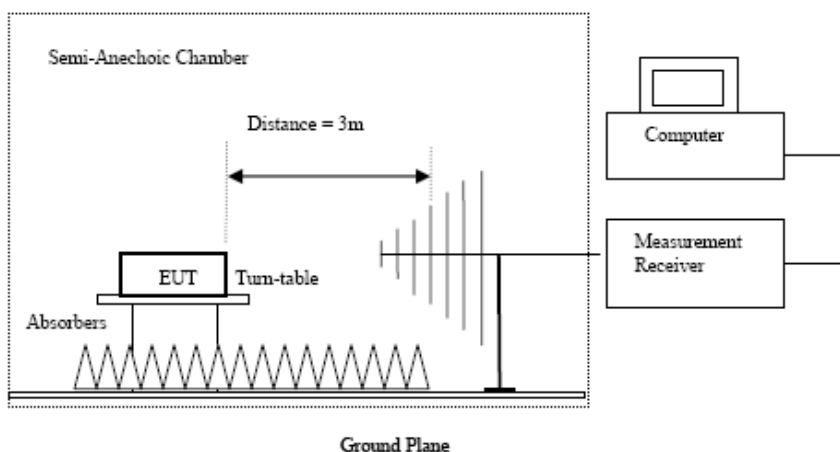 Semi-Anechoic Chamber
Distance = 3m
Computer
Measurement
Receiver
EUT
Turn-table
Absorbers
Ground Plane